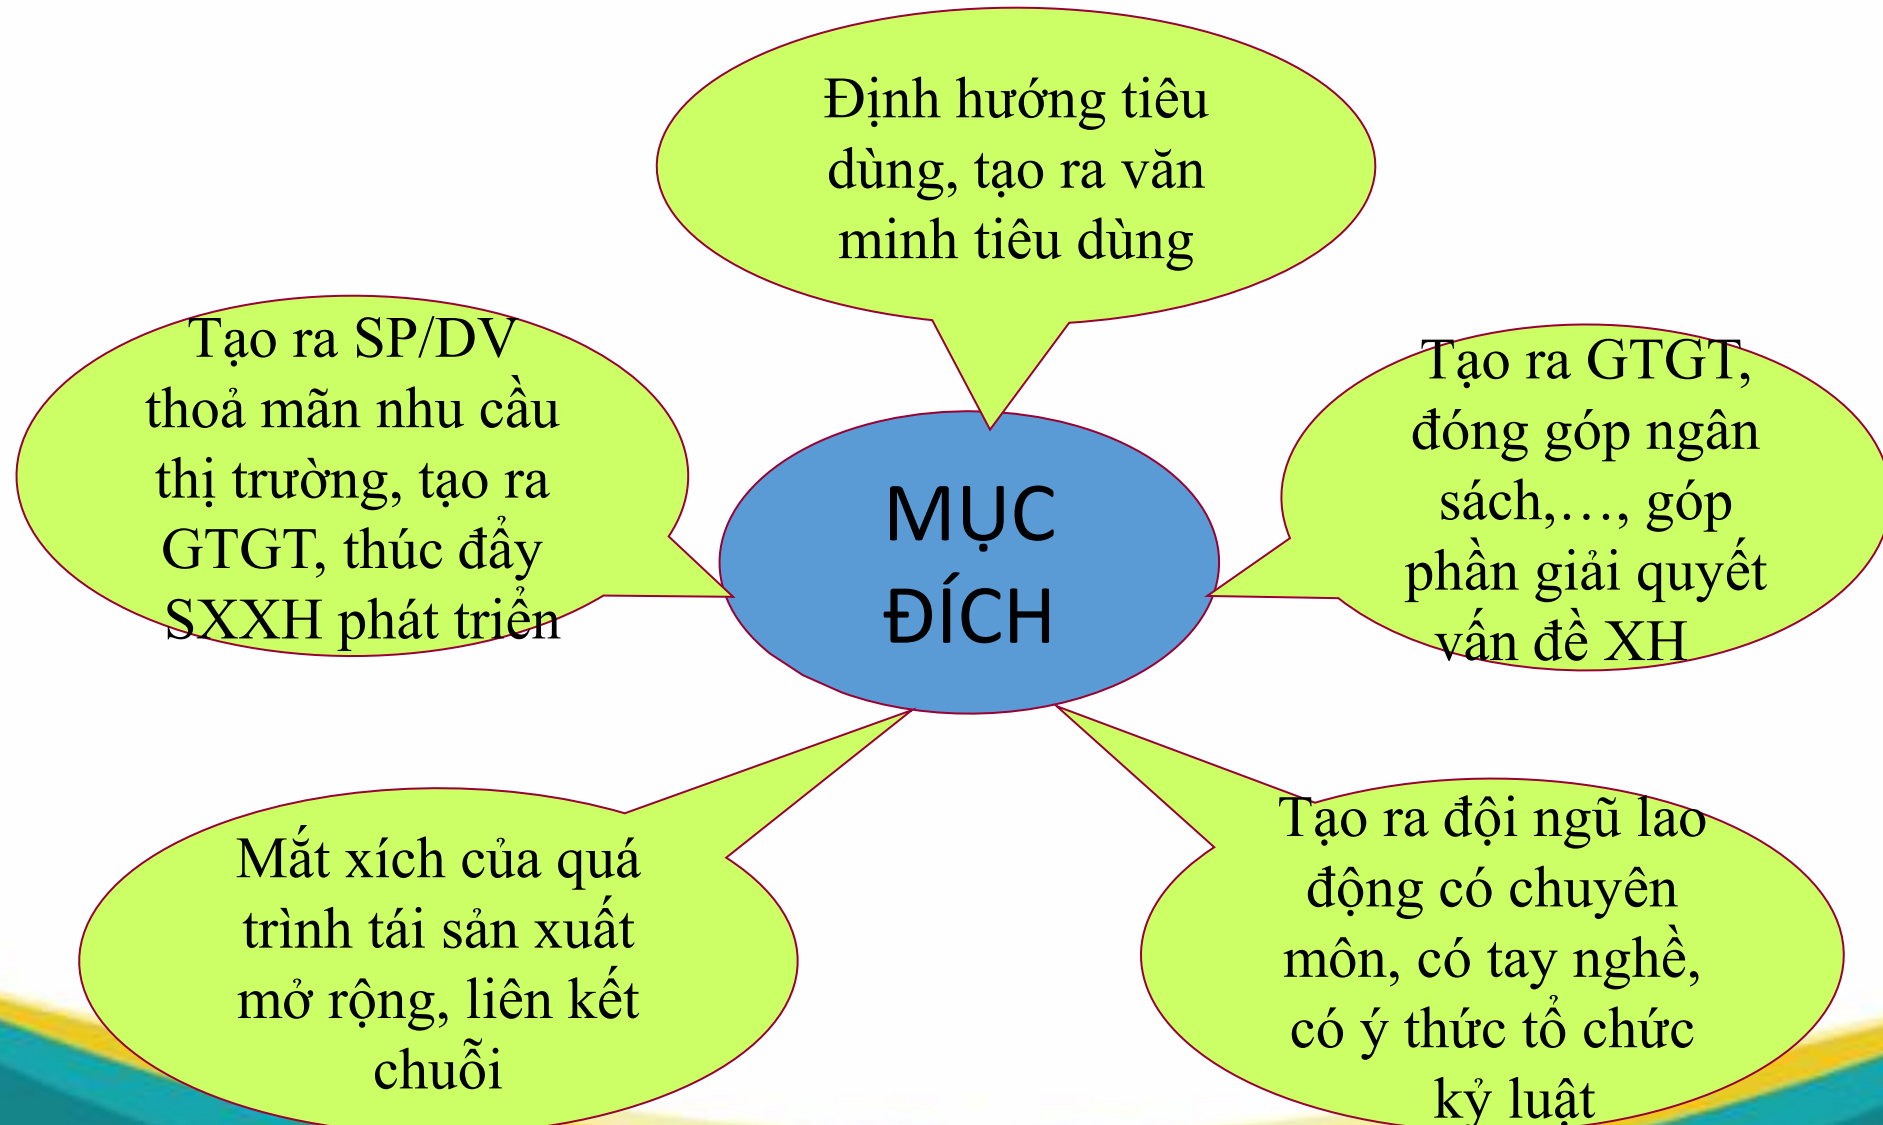 Định hướng tiêu
dùng, tạo ra văn
minh tiêu dùng
Tạo ra SP/DV
thoả mãn nhu cầu
thị trường, tạo ra
GTGT, thúc đẩy
SXXH phát triển
Tạo ra GTGT,
đóng góp ngân
sách,…, góp
phần giải quyết
vấn đề XH
MỤC
ĐÍCH
Mắt xích của quá
trình tái sản xuất
mở rộng, liên kết
chuỗi
Tạo ra đội ngũ lao
động có chuyên
môn, có tay nghề,
có ý thức tổ chức
kỷ luật